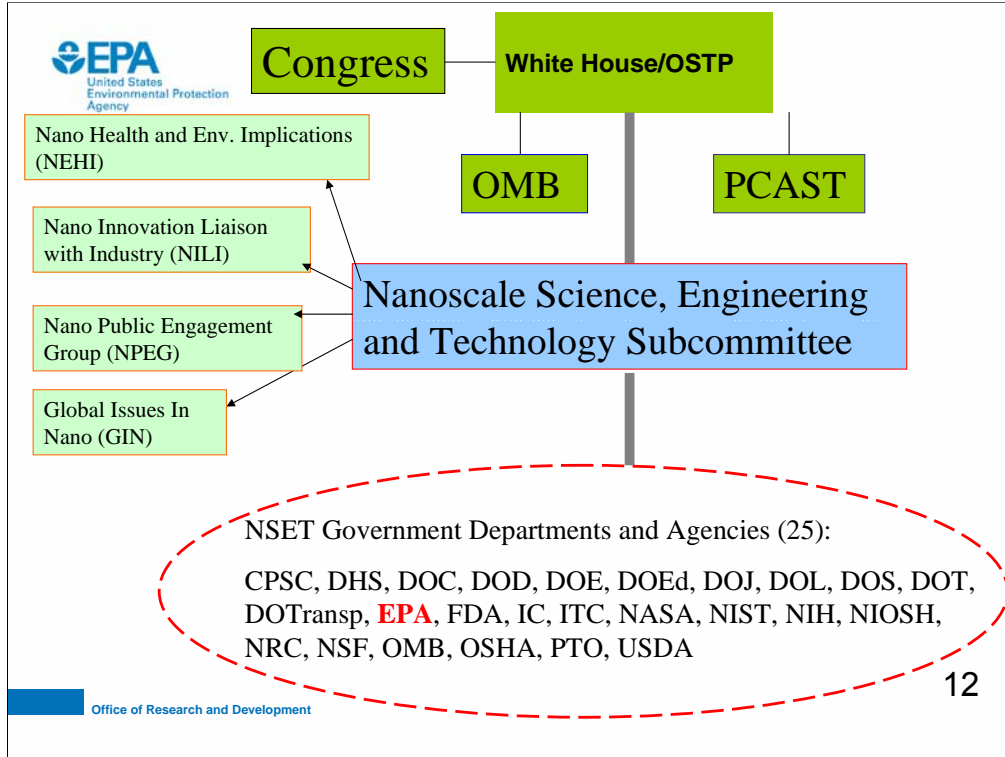 EPA
United States
Environmental Protection
Agency
Congress
White House/OSTP
OMB
PCAST
Nano Health and Env. Implications
(NEHI)
Nano Innovation Liaison
with Industry (NILI)
Nano Public Engagement
Group (NPEG)
Global Issues In
Nano (GIN)
Nanoscale Science, Engineering
and Technology Subcommittee
NSET Government Departments and Agencies (25):
CPSC, DHS, DOC, DOD, DOE, DOEd, DOJ, DOL, DOS, DOT,
DOTransp, EPA, FDA, IC, ITC, NASA, NIST, NIH, NIOSH,
NRC, NSF, OMB, OSHA, PTO, USDA
12
Office of Research and Development